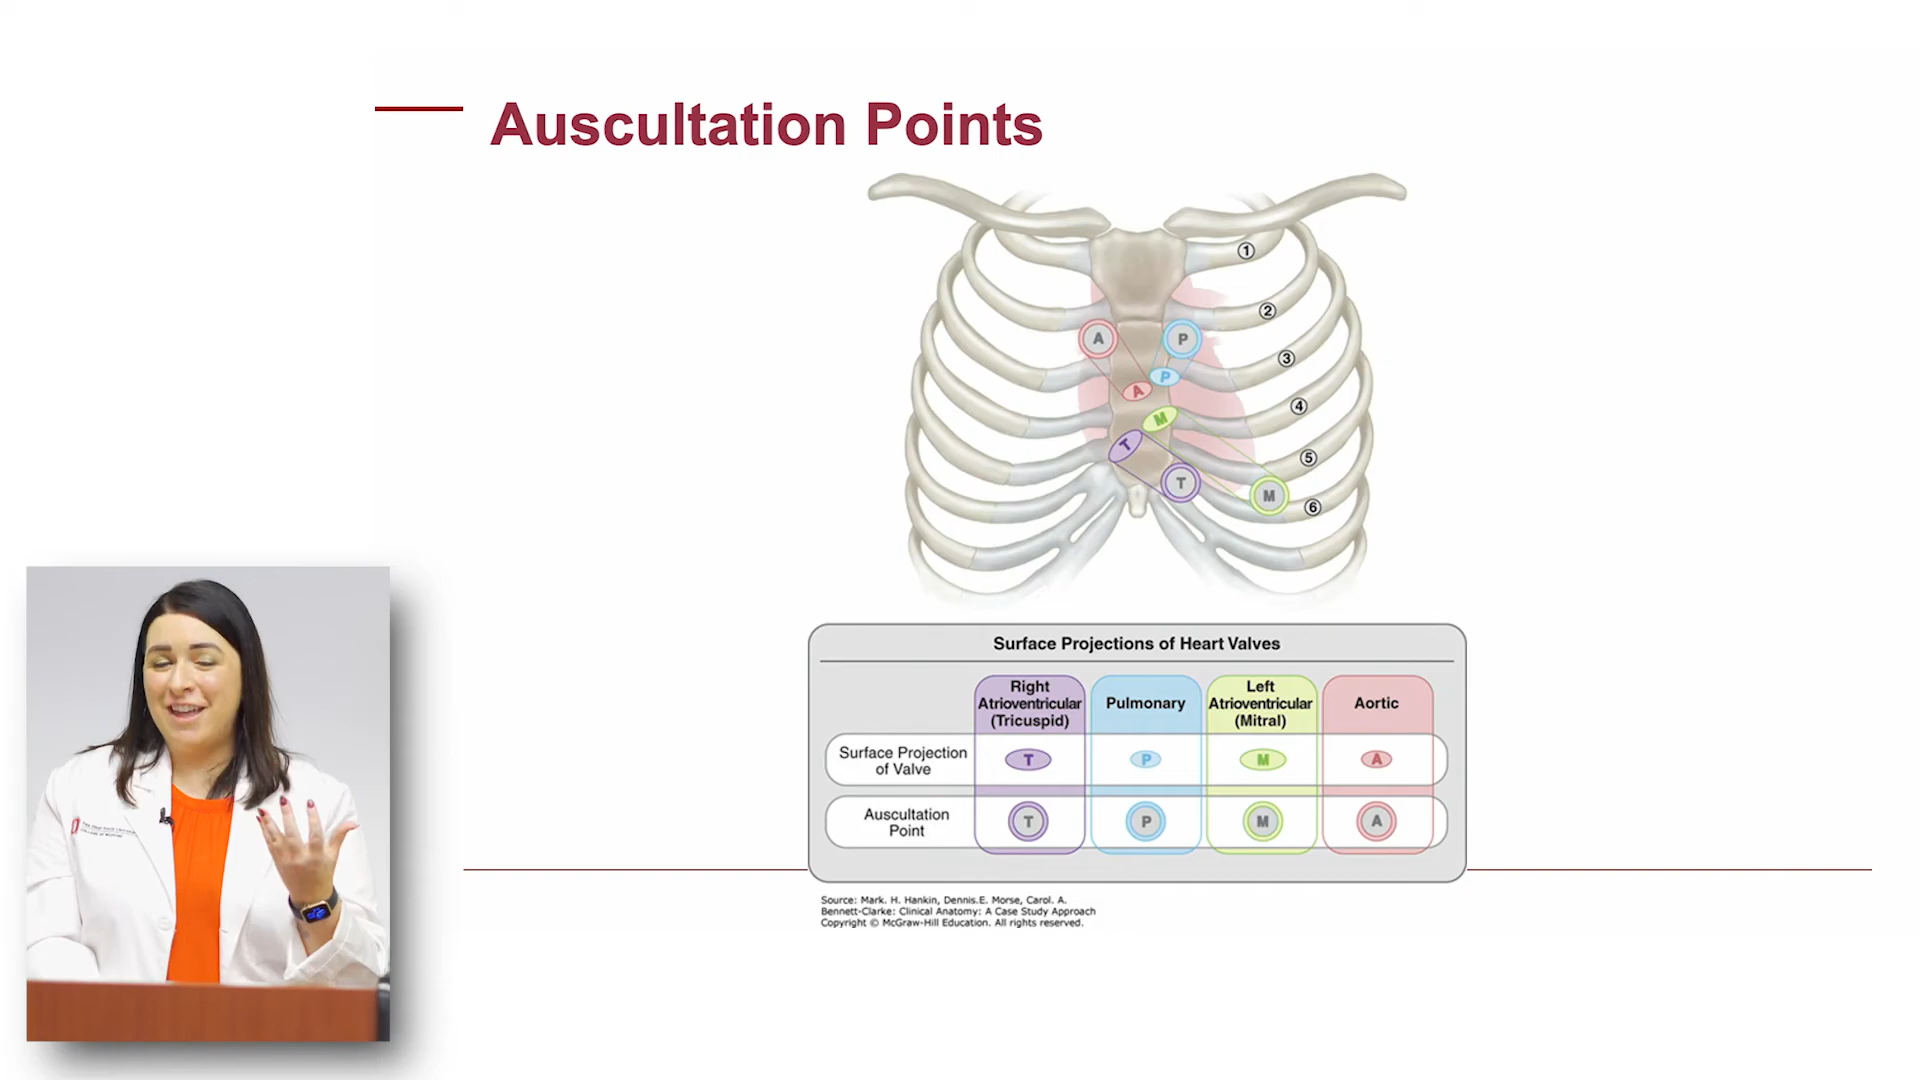 Auscultation Points
1
2
A P
3
P
A
4
M
T
5
T M
6
Surface Projections of Heart Valves
Right
Atrioventricular
(Tricuspid)
Pulmonary
Left
Atrioventricular
(Mitral)
Aortic
Surface Projection
of Valve
T P M A
Auscultation
Point
T P M A
Source: Mark. H. Hankin, Dennis.E. Morse, Carol. A.
Bennett-Clarke: Clinical Anatomy: A Case Study Approach
Copyright © McGraw-Hill Education. All rights reserved.